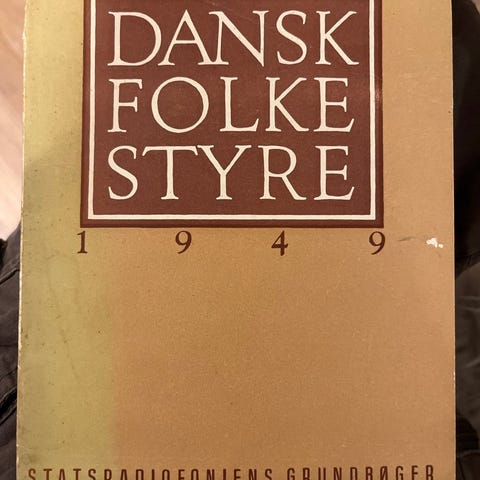 DANSK
FOLKE
STYRE
1 9 4 9
STATSRADIOFONIENS GRUNDBØGER